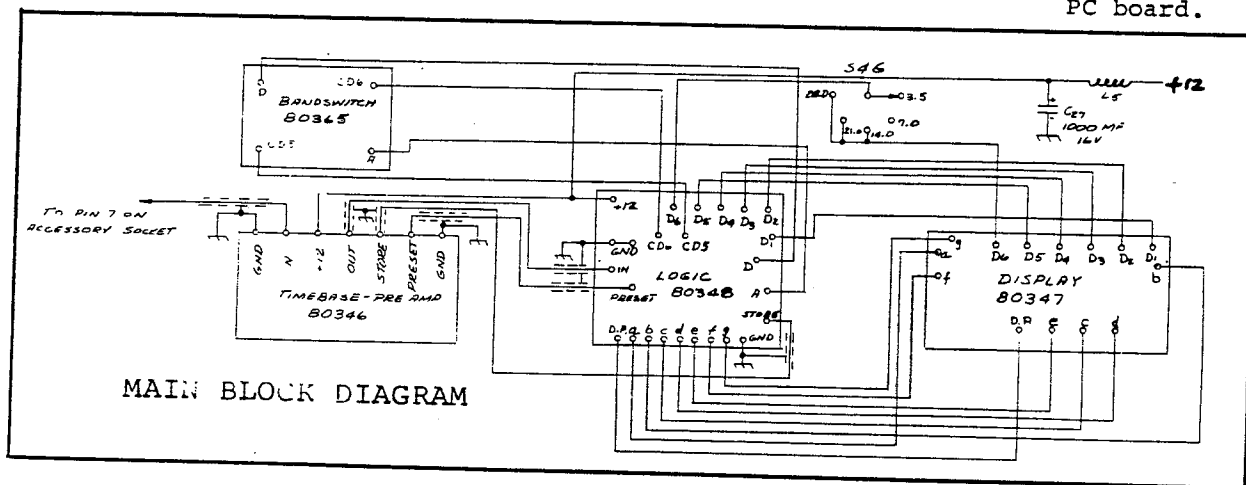 PC board.
S4G
+12
L5
C27
1000 MF
16V
3.5
7.0
14.0
21.0
D
CD6
BANDSWITCH
80365
CD5
A
TO PIN 7 ON
ACCESSORY SOCKET
GND
+12
OUT
STORE
PRESET
GND
TIMEBASE-PRE AMP
80346
+12
D6 D5 D4 D3 D2
D1
GND
CD5
D
IN
LOGIC
80348
A
PRESET
STORE
D.P. a b c d e f g
GND
g
a
f
D6 D5 D4 D3 D2 D1
b
DISPLAY
80347
D.P. e c d
MAIN BLOCK DIAGRAM